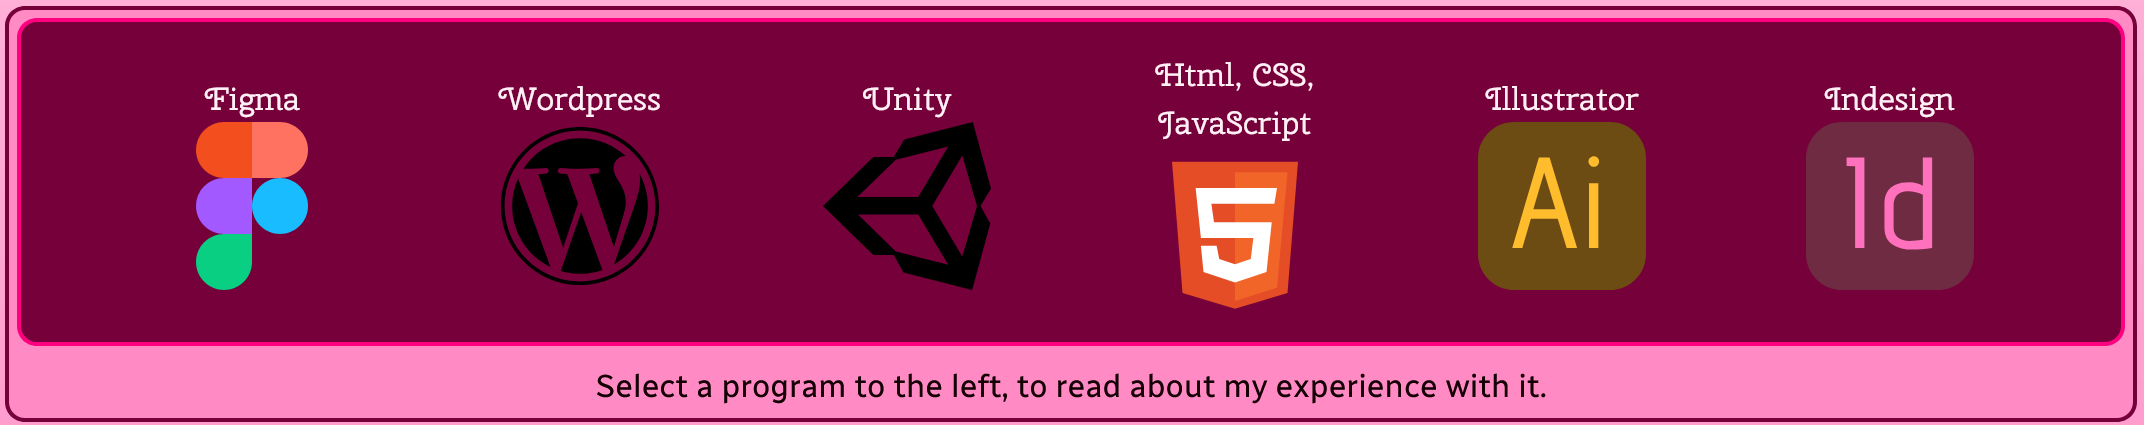 Figma
Wordpress
Unity
Html, CSS,
JavaScript
Illustrator
Indesign
W
5
Ai
Id
Select a program to the left, to read about my experience with it.